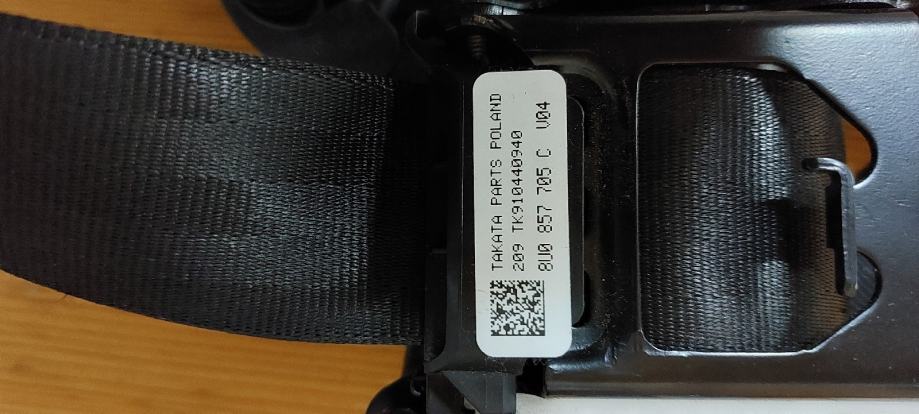 TAKATA PARTS POLAND
209 TK910440940
8U0 857 705 C V04